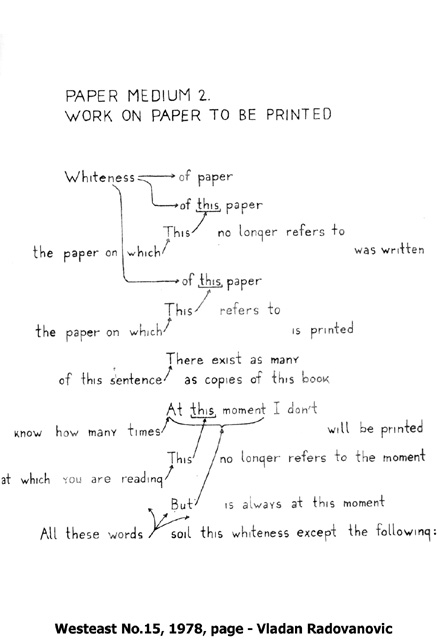 PAPER MEDIUM 2.
WORK ON PAPER TO BE PRINTED
Whiteness of paper
of this paper
This no longer refers to
the paper on which was written
of this paper
This refers to
the paper on which is printed
There exist as many
of this sentence as copies of this book
At this moment I don't
know how many times will be printed
This no longer refers to the moment
at which you are reading
But is always at this moment
All these words soil this whiteness except the following:
Westeast No.15, 1978, page - Vladan Radovanovic